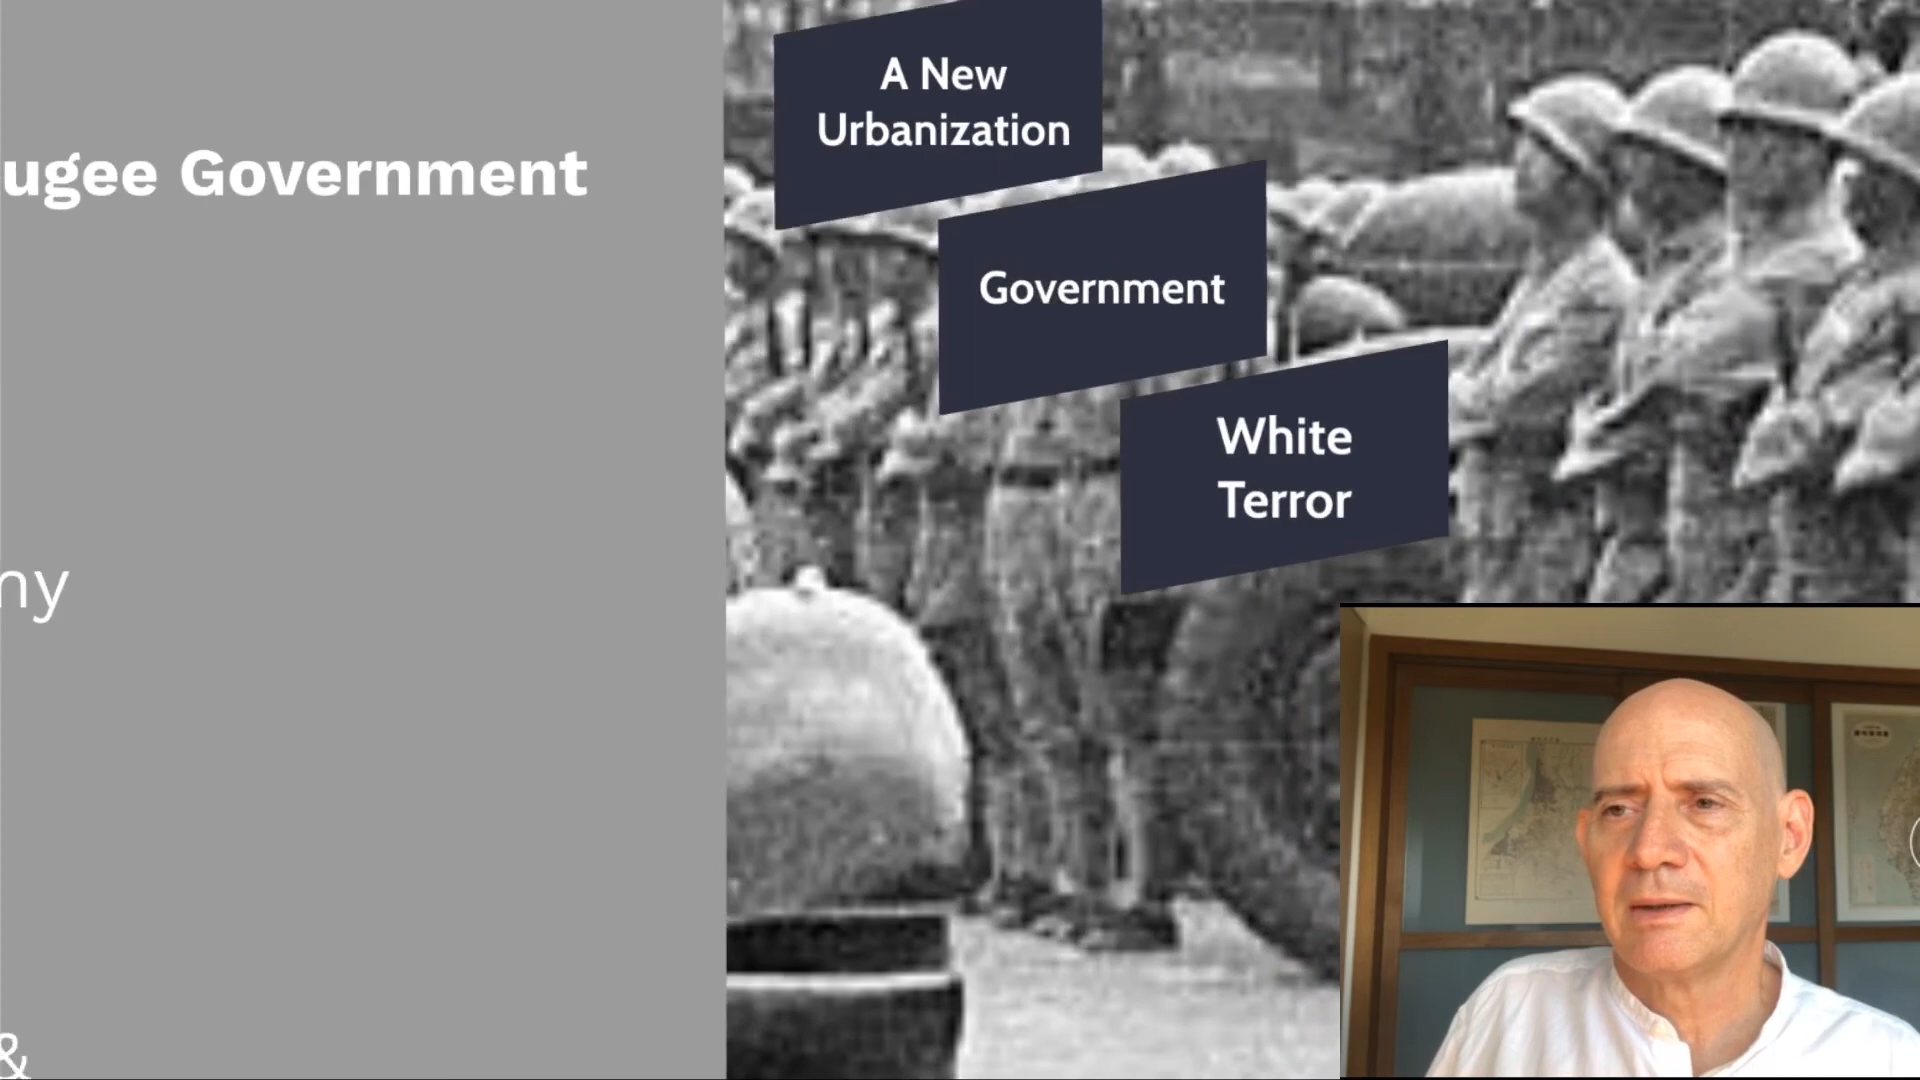 ugee Government
ny
&
A New
Urbanization
Government
White
Terror